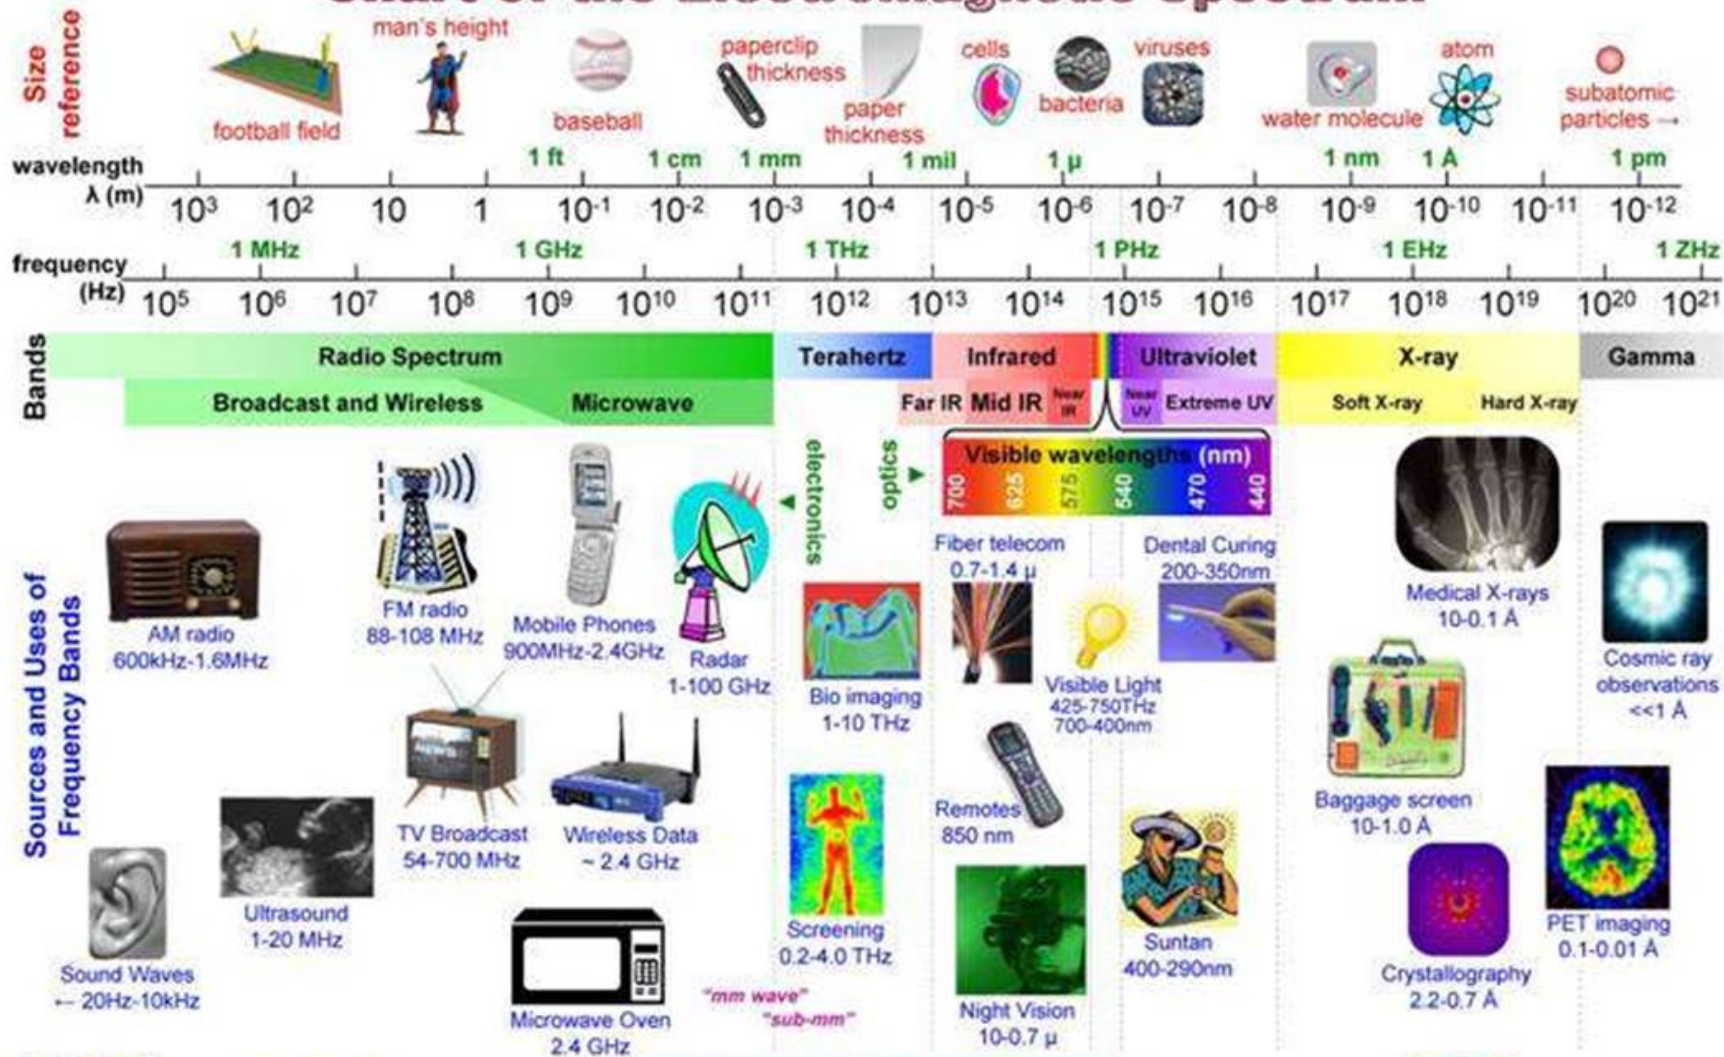 Chart of the Electromagnetic Spectrum
Size
reference
football field
man's height
baseball
paperclip
thickness
paper
thickness
cells
bacteria
viruses
water molecule
atom
subatomic
particles →
wavelength
λ (m)
1 ft 1 cm 1 mm 1 mil 1 µ 1 nm 1 Å 1 pm
10³ 10² 10 1 10⁻¹ 10⁻² 10⁻³ 10⁻⁴ 10⁻⁵ 10⁻⁶ 10⁻⁷ 10⁻⁸ 10⁻⁹ 10⁻¹⁰ 10⁻¹¹ 10⁻¹²
frequency
(Hz)
1 MHz 1 GHz 1 THz 1 PHz 1 EHz 1 ZHz
10⁵ 10⁶ 10⁷ 10⁸ 10⁹ 10¹⁰ 10¹¹ 10¹² 10¹³ 10¹⁴ 10¹⁵ 10¹⁶ 10¹⁷ 10¹⁸ 10¹⁹ 10²⁰ 10²¹
Bands
Radio Spectrum Terahertz Infrared Ultraviolet X-ray Gamma
Broadcast and Wireless Microwave Far IR Mid IR Near IR Near UV Extreme UV Soft X-ray Hard X-ray
electronics
optics
Visible wavelengths (nm)
700 625 575 540 470 440
Sources and Uses of
Frequency Bands
AM radio
600kHz-1.6MHz
FM radio
88-108 MHz
Mobile Phones
900MHz-2.4GHz
Radar
1-100 GHz
Bio imaging
1-10 THz
Fiber telecom
0.7-1.4 µ
Visible Light
425-750THz
700-400nm
Dental Curing
200-350nm
Medical X-rays
10-0.1 Å
Cosmic ray
observations
<<1 Å
Sound Waves
← 20Hz-10kHz
Ultrasound
1-20 MHz
TV Broadcast
54-700 MHz
NEWS
Wireless Data
~ 2.4 GHz
Microwave Oven
2.4 GHz
"mm wave"
"sub-mm"
Screening
0.2-4.0 THz
Remotes
850 nm
Night Vision
10-0.7 µ
Suntan
400-290nm
Baggage screen
10-1.0 Å
Crystallography
2.2-0.7 Å
PET imaging
0.1-0.01 Å